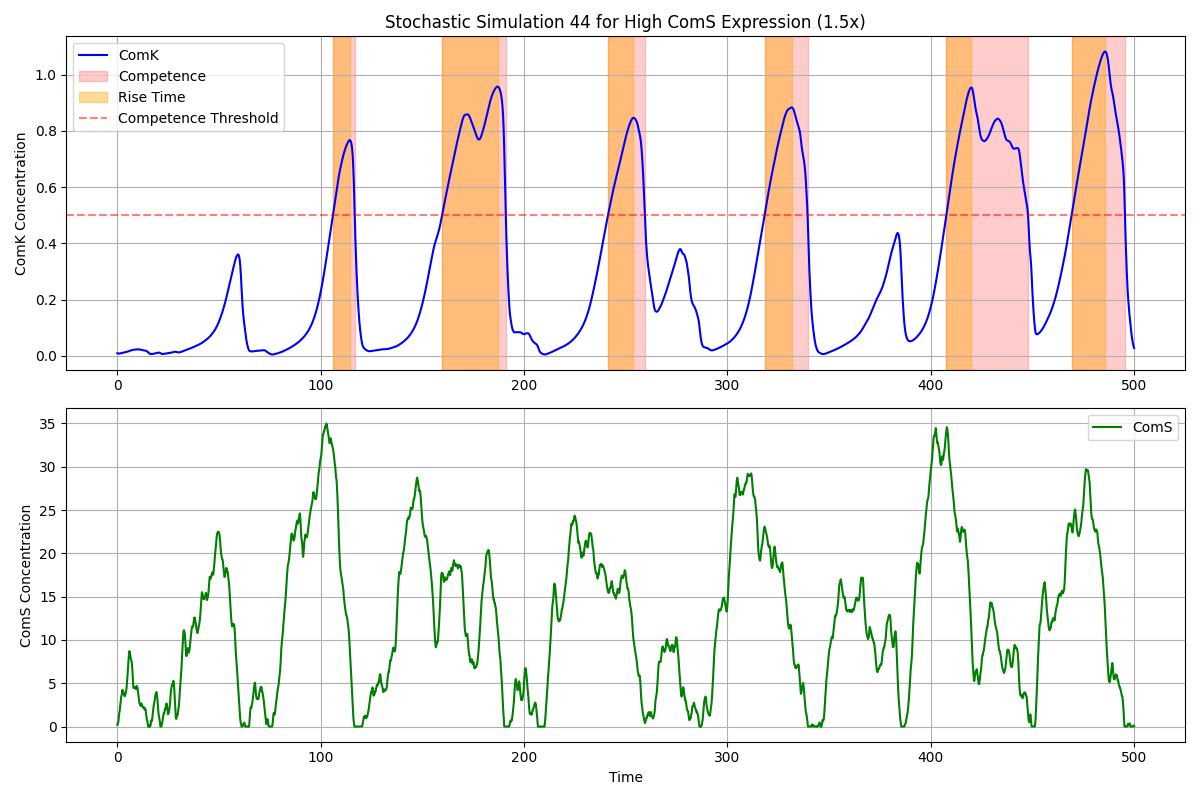 Stochastic Simulation 44 for High ComS Expression (1.5x)
ComK
Competence
Rise Time
Competence Threshold
ComK Concentration
1.0
0.8
0.6
0.4
0.2
0.0
0 100 200 300 400 500
ComS
ComS Concentration
35
30
25
20
15
10
5
0
0 100 200 300 400 500
Time